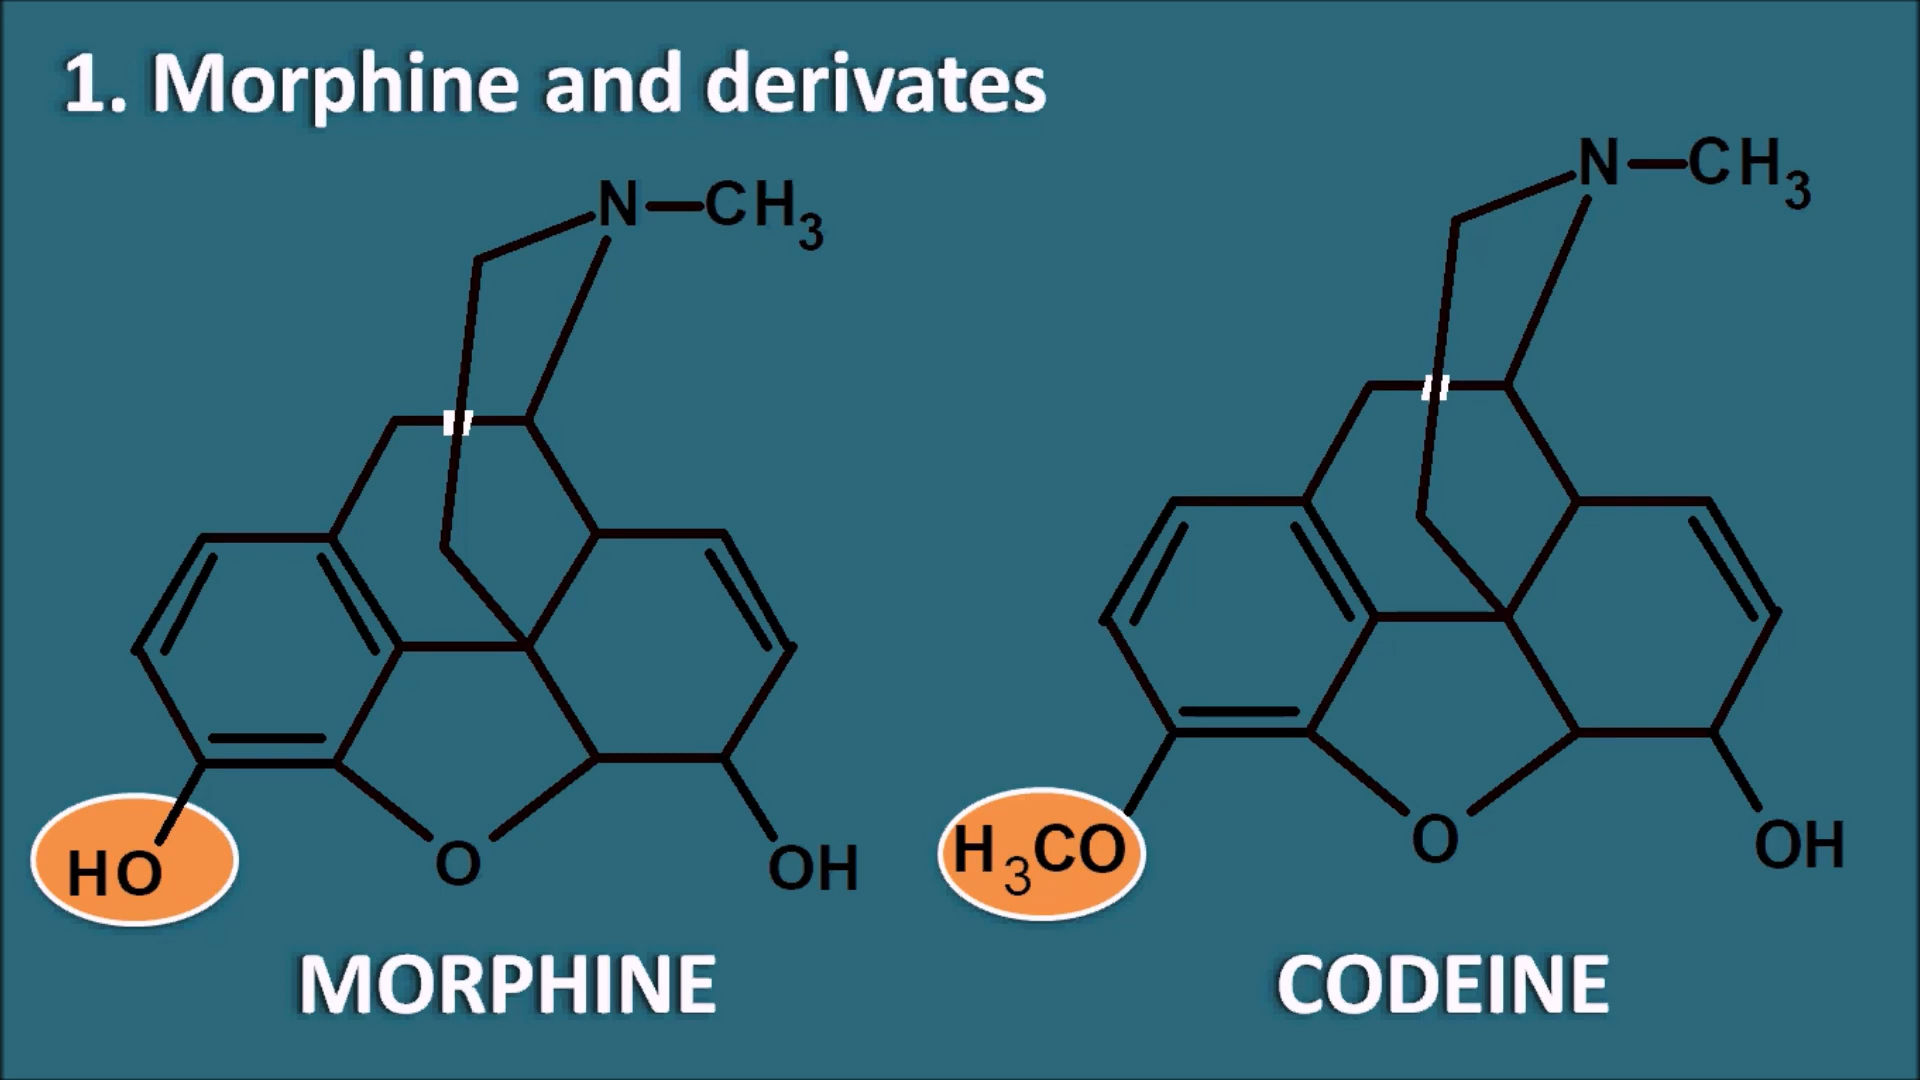 1. Morphine and derivates
N—CH3
N—CH3
HO
O
OH
H3CO
O
OH
MORPHINE
CODEINE